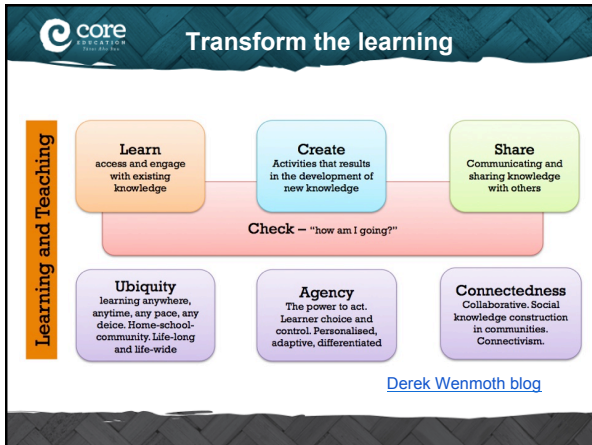 core
EDUCATION
Transform the learning
Learning and Teaching
Learn
access and engage
with existing
knowledge
Create
Activities that results
in the development of
new knowledge
Share
Communicating and
sharing knowledge
with others
Check – "how am I going?"
Ubiquity
learning anywhere,
anytime, any pace, any
deice. Home-school-
community. Life-long
and life-wide
Agency
The power to act.
Learner choice and
control. Personalised,
adaptive, differentiated
Connectedness
Collaborative. Social
knowledge construction
in communities.
Connectivism.
Derek Wenmoth blog